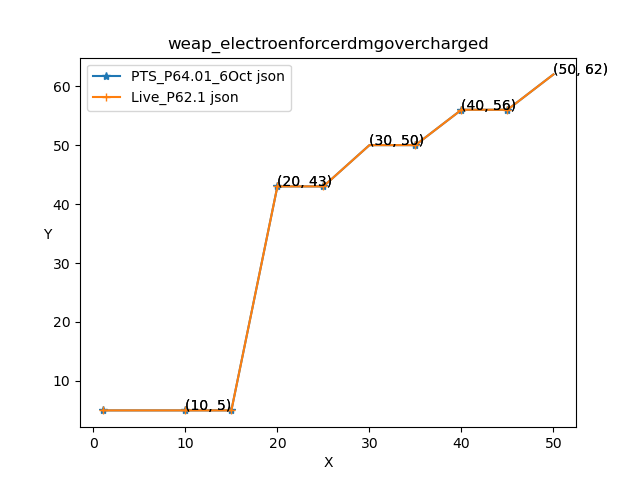 weap_electroenforcerdmgovercharged
PTS_P64.01_6Oct json
Live_P62.1 json
(50, 62)
(40, 56)
(30, 50)
(20, 43)
(10, 5)
60
50
40
30
20
10
Y
0 10 20 30 40 50
X